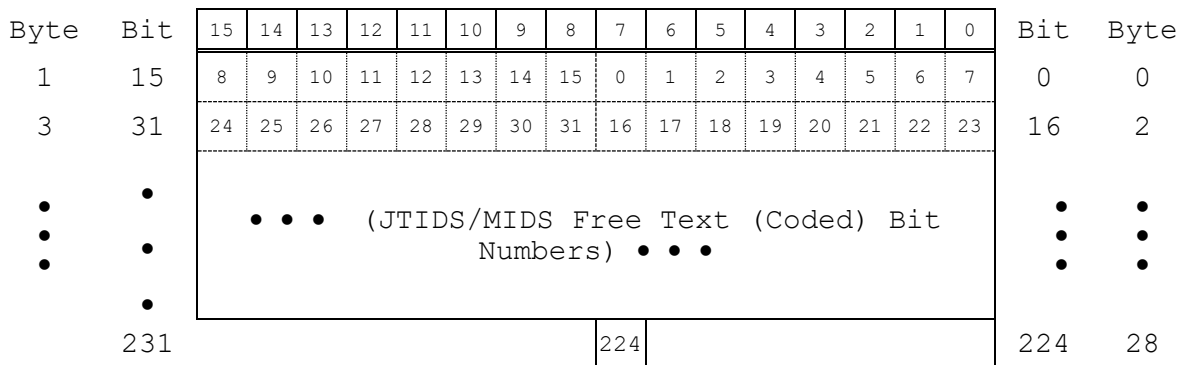 Byte Bit 15 14 13 12 11 10 9 8 7 6 5 4 3 2 1 0 Bit Byte
1 15 8 9 10 11 12 13 14 15 0 1 2 3 4 5 6 7 0 0
3 31 24 25 26 27 28 29 30 31 16 17 18 19 20 21 22 23 16 2
• • • (JTIDS/MIDS Free Text (Coded) Bit
Numbers) • • •
231 224 224 28